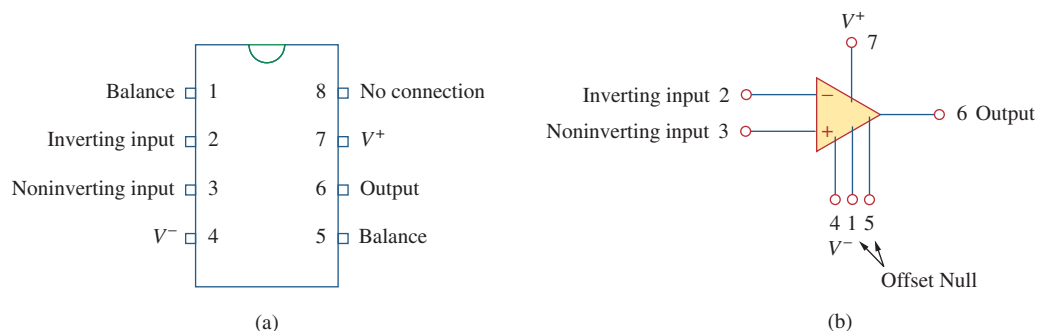 Balance 1 8 No connection
Inverting input 2 7 V+
Noninverting input 3 6 Output
V− 4 5 Balance
(a)
V+
7
Inverting input 2 −
6 Output
Noninverting input 3 +
4 1 5
V−
Offset Null
(b)